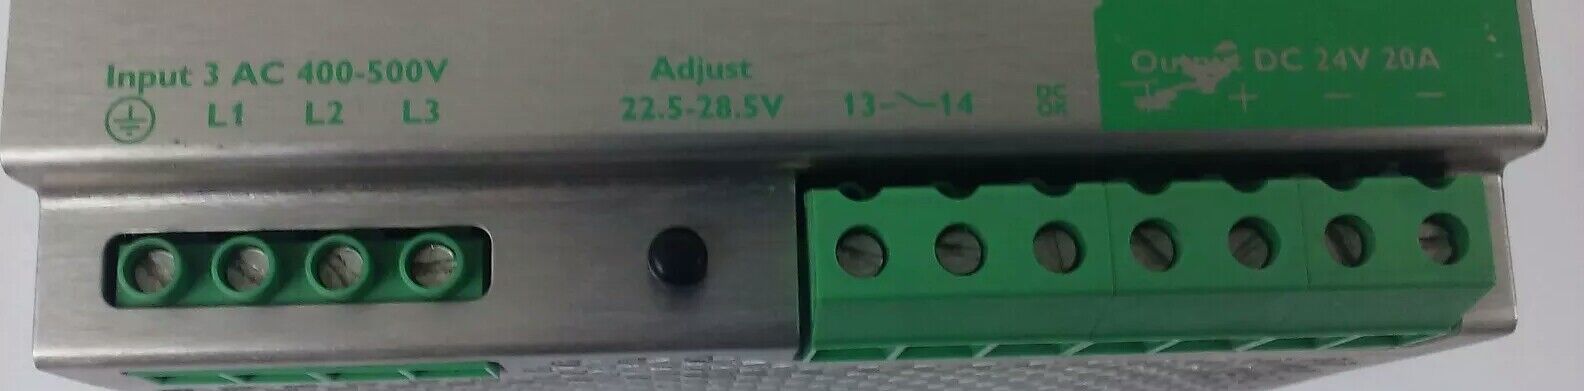 Input 3 AC 400-500V
L1 L2 L3
Adjust
22.5-28.5V
13 14
DC
OK
Output DC 24V 20A
+ + − −